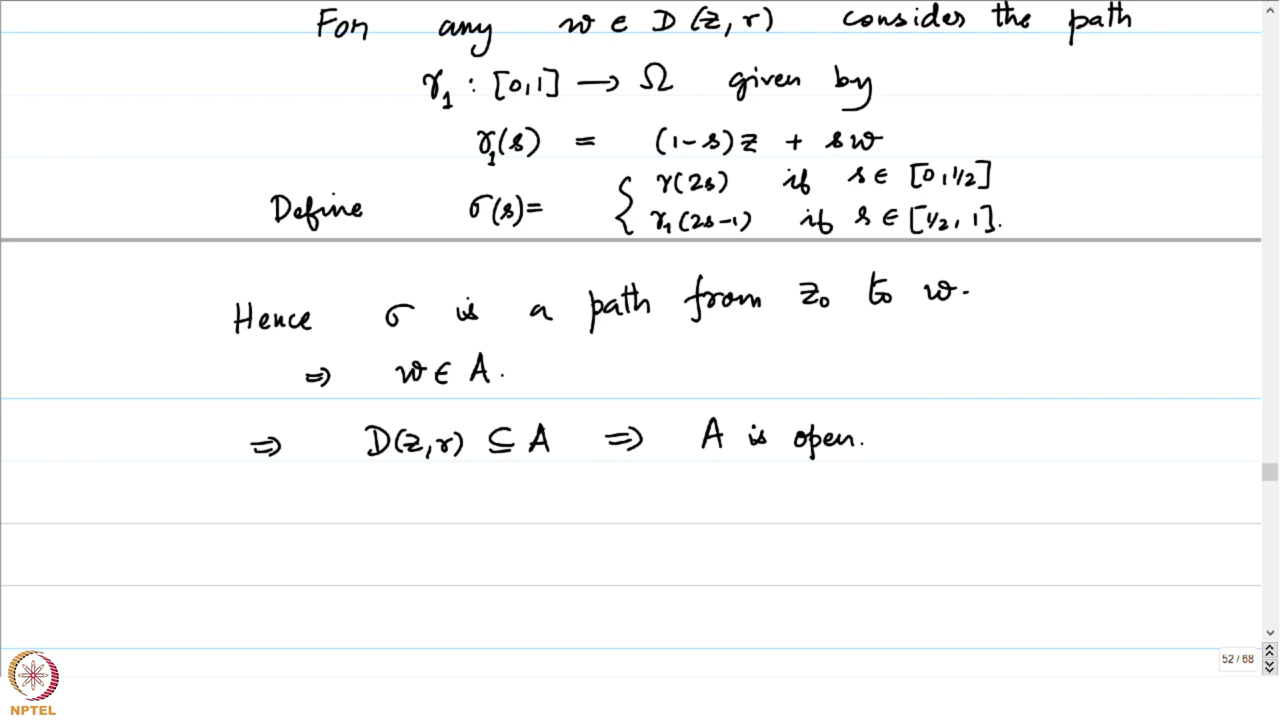 For any w ∈ D(z, r) consider the path
γ₁ : [0,1] → Ω given by
γ₁(s) = (1-s)z + sw
Define σ(s)= { γ(2s) if s ∈ [0,1/2]
γ₁(2s-1) if s ∈ [1/2, 1].
Hence σ is a path from z₀ to w.
⇒ w ∈ A.
⇒ D(z,r) ⊆ A ⇒ A is open.
52 / 68
NPTEL